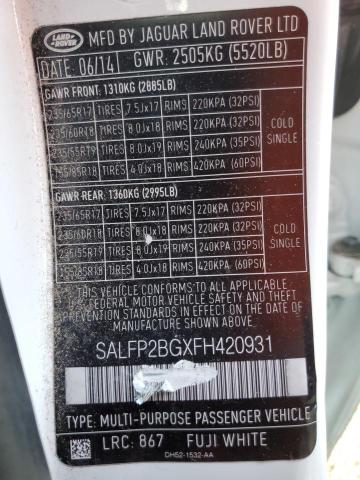 LAND ROVER
MFD BY JAGUAR LAND ROVER LTD
DATE: 06/14 GVWR: 2505KG (5520LB)
GAWR FRONT: 1310KG (2885LB)
235/65R17 TIRES 7.5Jx17 RIMS 220KPA (32PSI)
235/60R18 TIRES 8.0Jx18 RIMS 220KPA (32PSI)
235/55R19 TIRES 8.0Jx19 RIMS 240KPA (35PSI)
155/85R18 TIRES 4.0Jx18 RIMS 420KPA (60PSI)
COLD
SINGLE
GAWR REAR: 1360KG (2995LB)
235/65R17 TIRES 7.5Jx17 RIMS 220KPA (32PSI)
235/60R18 TIRES 8.0Jx18 RIMS 220KPA (32PSI)
235/55R19 TIRES 8.0Jx19 RIMS 240KPA (35PSI)
155/85R18 TIRES 4.0Jx18 RIMS 420KPA (60PSI)
COLD
SINGLE
THIS VEHICLE CONFORMS TO ALL APPLICABLE FEDERAL MOTOR VEHICLE SAFETY AND THEFT PREVENTION STANDARDS IN EFFECT ON THE DATE OF MANUFACTURE SHOWN ABOVE.
SALFP2BGXFH420931
TYPE: MULTI-PURPOSE PASSENGER VEHICLE
LRC: 867 FUJI WHITE
DH52-1532-AA